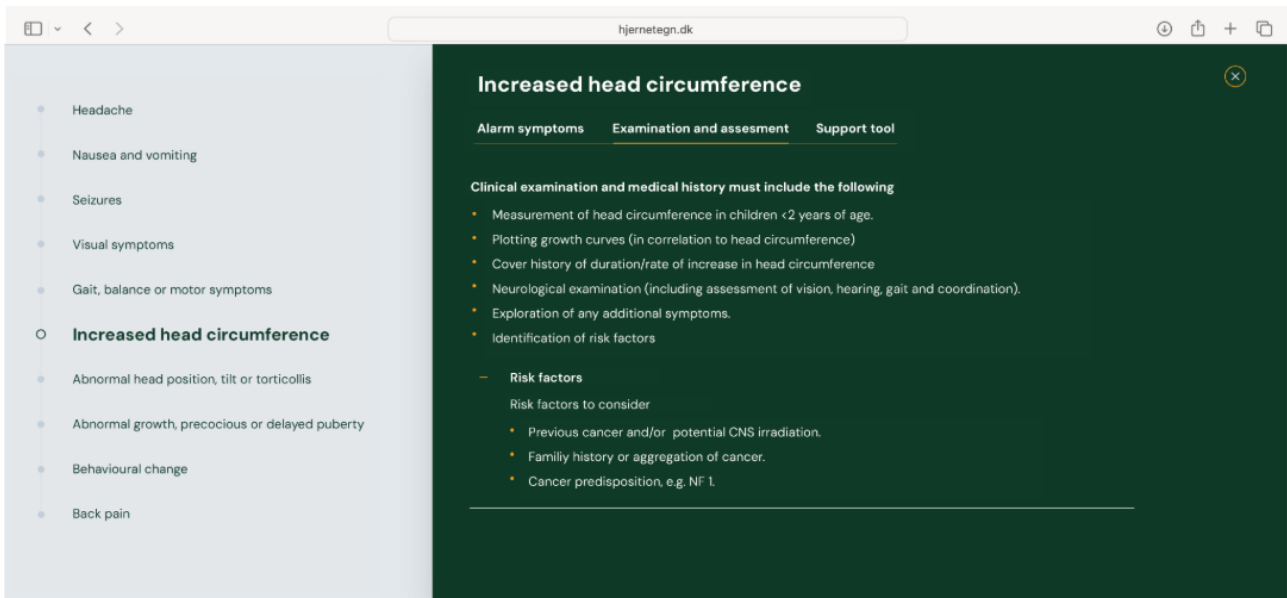 hjernetegn.dk
Headache
Nausea and vomiting
Seizures
Visual symptoms
Gait, balance or motor symptoms
Increased head circumference
Abnormal head position, tilt or torticollis
Abnormal growth, precocious or delayed puberty
Behavioural change
Back pain
Increased head circumference
Alarm symptoms Examination and assesment Support tool
Clinical examination and medical history must include the following
• Measurement of head circumference in children <2 years of age.
• Plotting growth curves (in correlation to head circumference)
• Cover history of duration/rate of increase in head circumference
• Neurological examination (including assessment of vision, hearing, gait and coordination).
• Exploration of any additional symptoms.
• Identification of risk factors
– Risk factors
Risk factors to consider
• Previous cancer and/or potential CNS irradiation.
• Familiy history or aggregation of cancer.
• Cancer predisposition, e.g. NF 1.